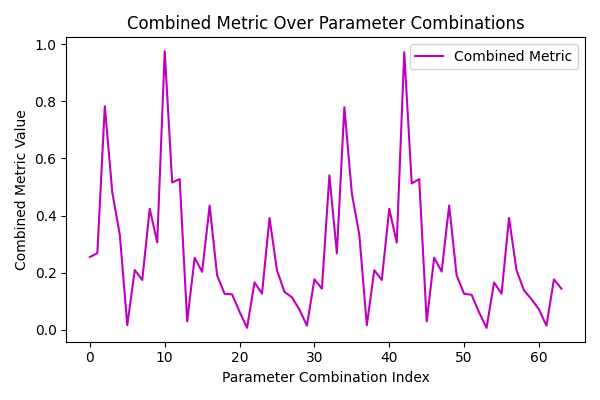 Combined Metric Over Parameter Combinations
Combined Metric
Combined Metric Value
1.0
0.8
0.6
0.4
0.2
0.0
0 10 20 30 40 50 60
Parameter Combination Index